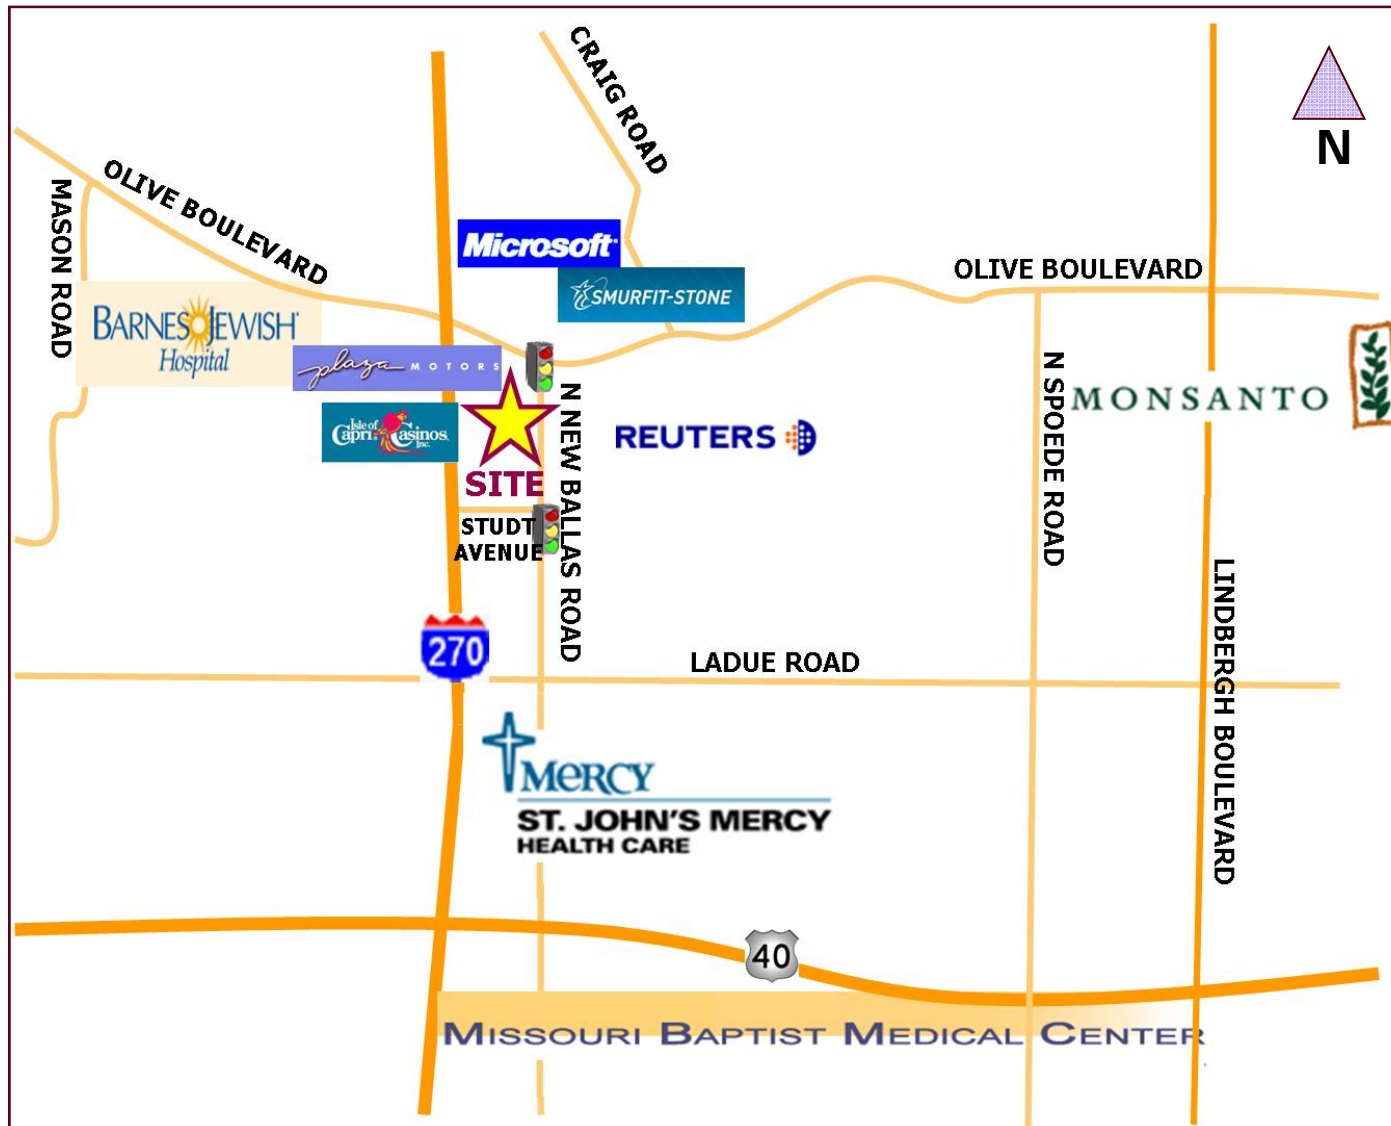 CRAIG ROAD
N
OLIVE BOULEVARD
MASON ROAD
Microsoft
OLIVE BOULEVARD
SMURFIT-STONE
BARNES JEWISH
Hospital
plaza MOTORS
N NEW BALLAS ROAD
N SPOEDE ROAD
MONSANTO
Isle of
Capri Casinos
Inc.
REUTERS
SITE
STUDT
AVENUE
LINDBERGH BOULEVARD
270
LADUE ROAD
MERCY
ST. JOHN'S MERCY
HEALTH CARE
40
MISSOURI BAPTIST MEDICAL CENTER